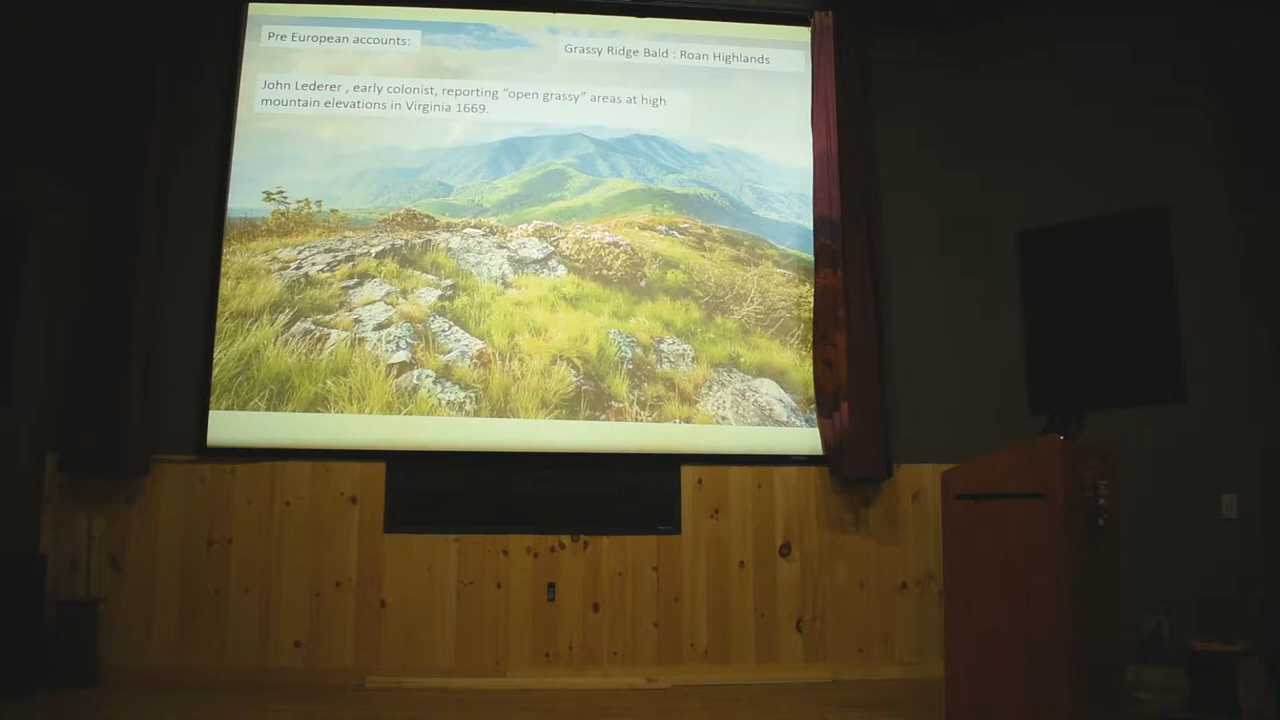 Pre European accounts:
Grassy Ridge Bald : Roan Highlands
John Lederer , early colonist, reporting “open grassy” areas at high
mountain elevations in Virginia 1669.